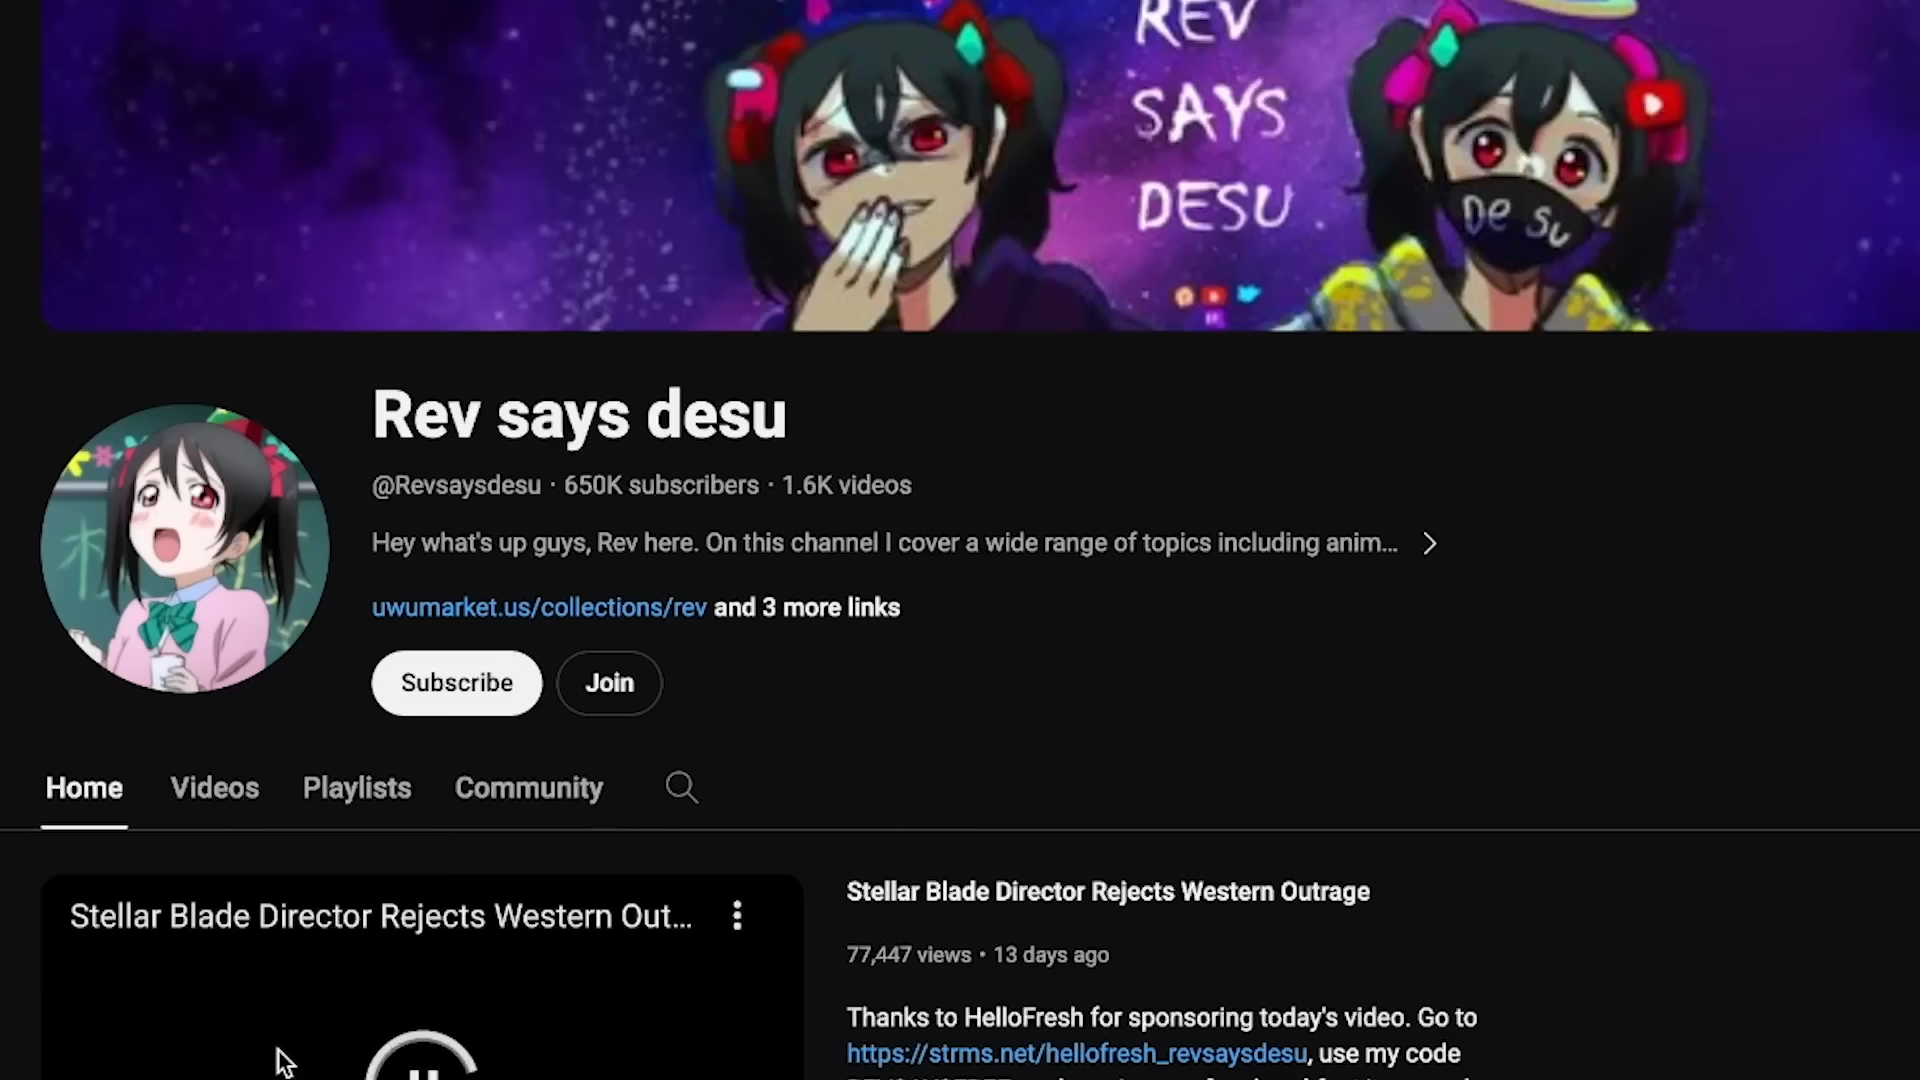 REV
SAYS
DESU
De Su
Rev says desu
@Revsaysdesu · 650K subscribers · 1.6K videos
Hey what's up guys, Rev here. On this channel I cover a wide range of topics including anim...
uwumarket.us/collections/rev and 3 more links
Subscribe
Join
Home
Videos
Playlists
Community
Stellar Blade Director Rejects Western Out...
Stellar Blade Director Rejects Western Outrage
77,447 views • 13 days ago
Thanks to HelloFresh for sponsoring today's video. Go to
https://strms.net/hellofresh_revsaysdesu, use my code